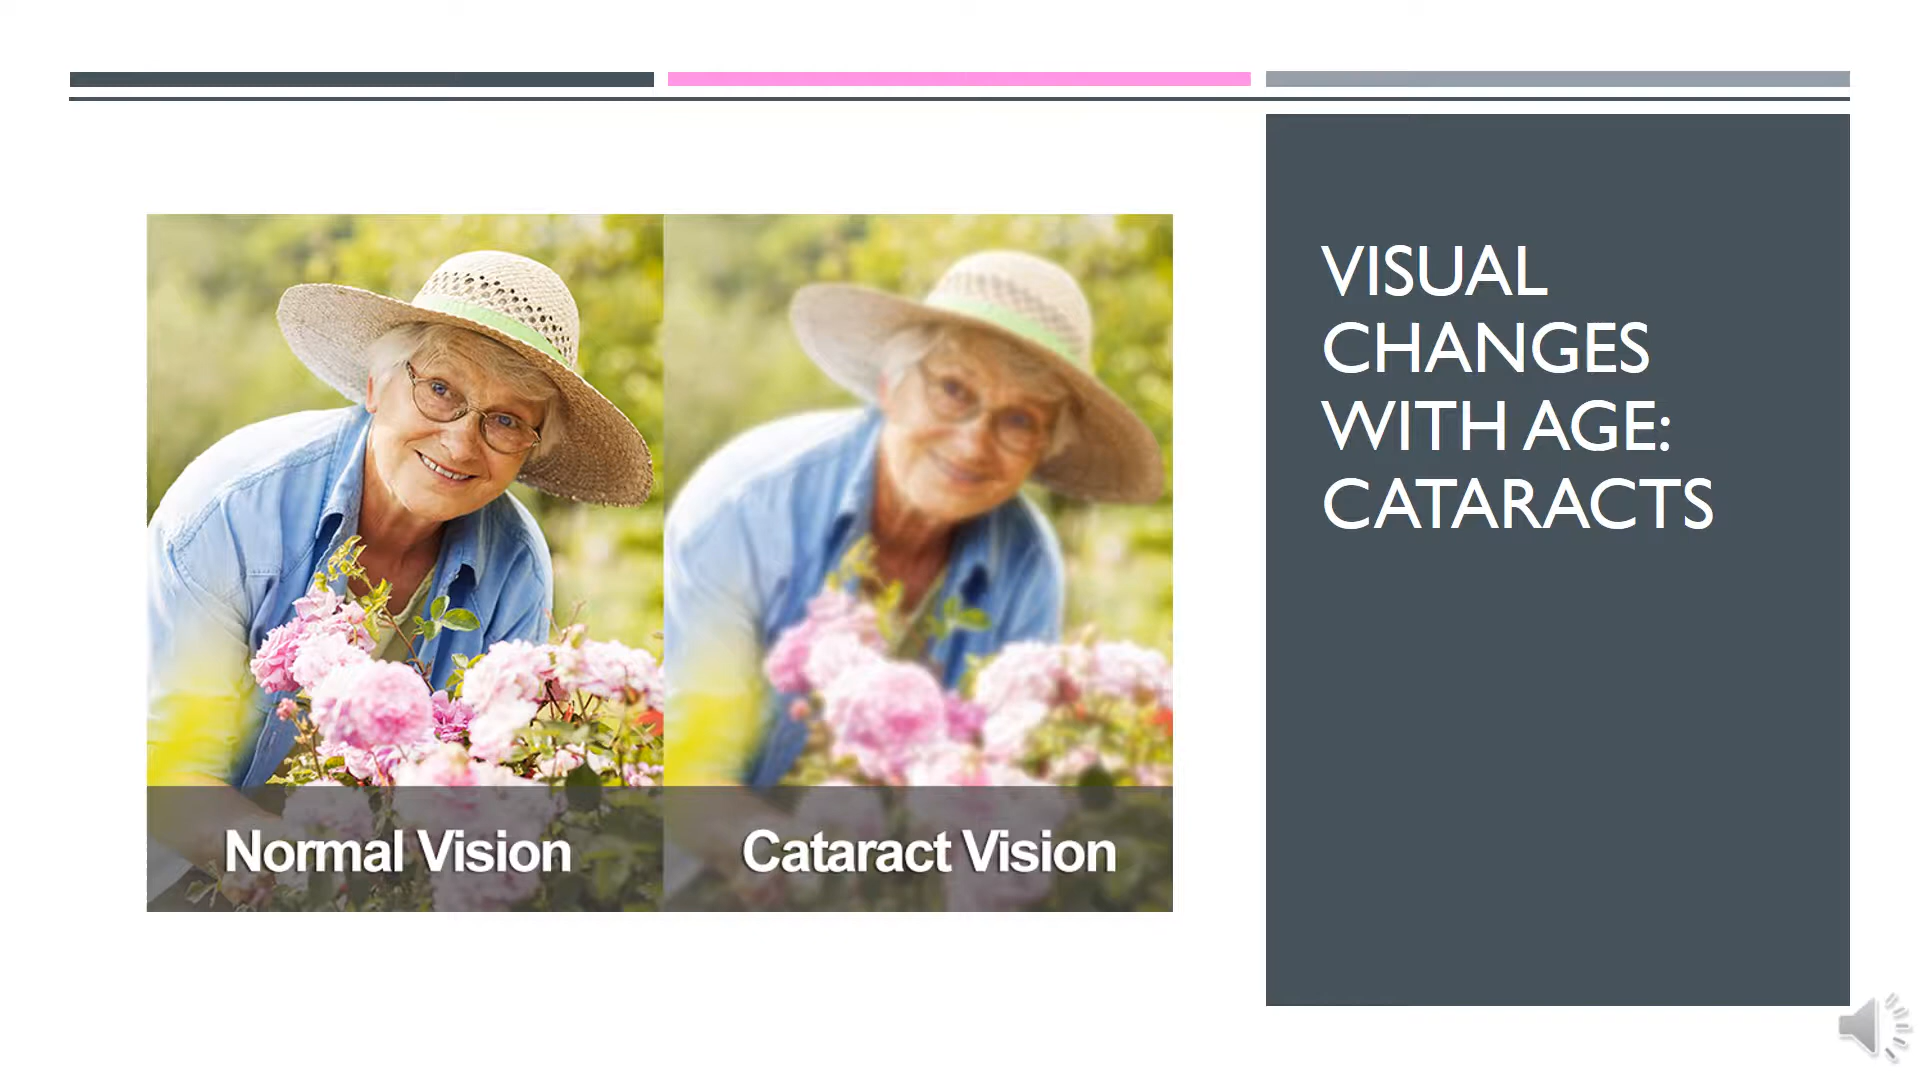 VISUAL
CHANGES
WITH AGE:
CATARACTS
Normal Vision
Cataract Vision